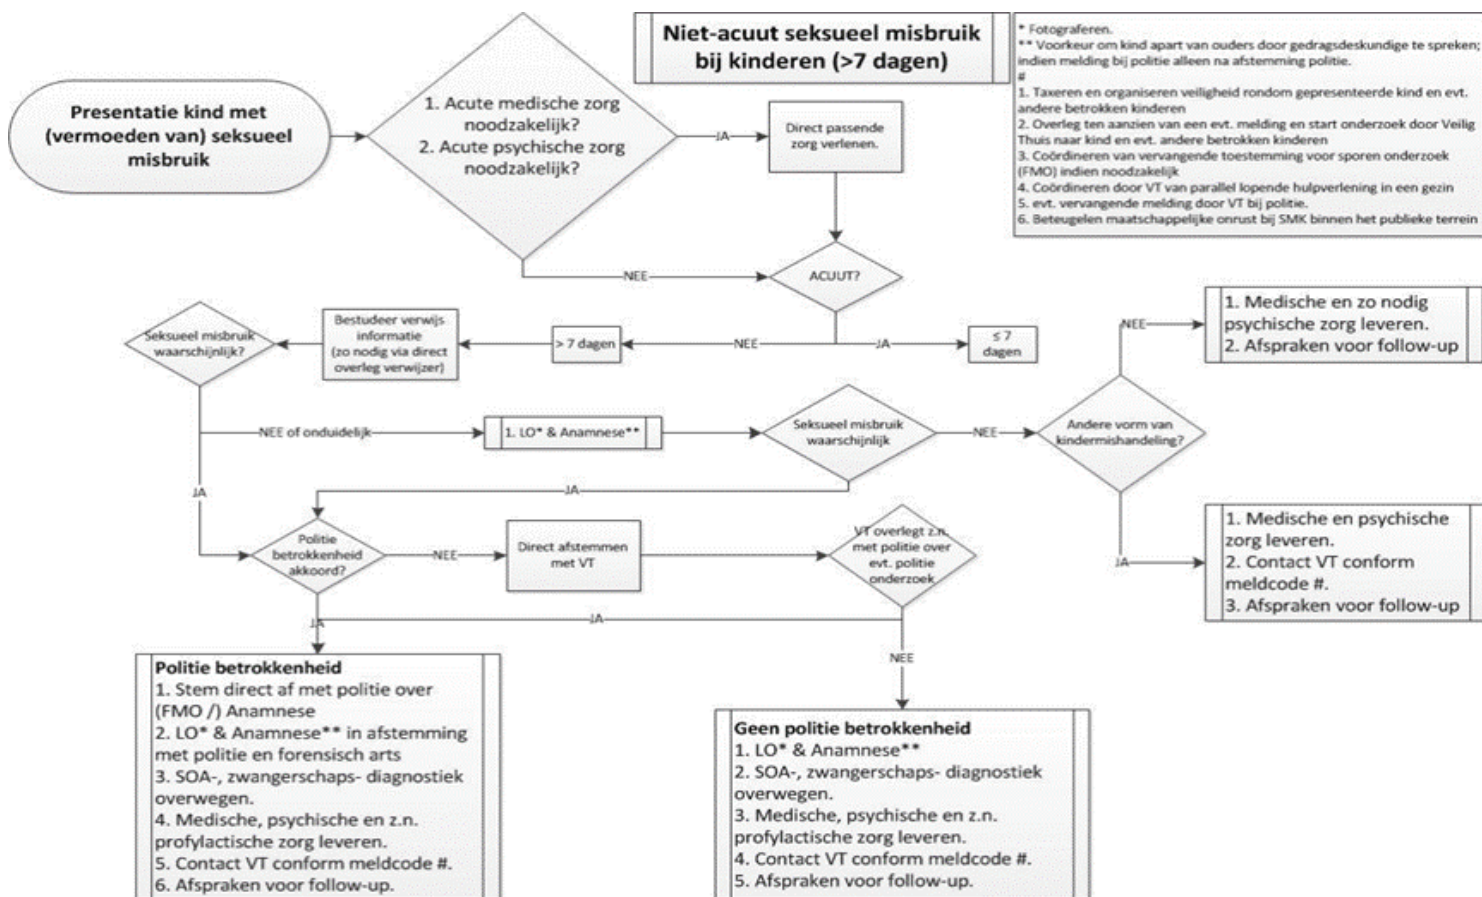 Niet-acuut seksueel misbruik
bij kinderen (>7 dagen)
* Fotograferen.
** Voorkeur om kind apart van ouders door gedragsdeskundige te spreken;
indien melding bij politie alleen na afstemming politie.
#
1. Taxeren en organiseren veiligheid rondom gepresenteerde kind en evt.
andere betrokken kinderen
2. Overleg ten aanzien van een evt. melding en start onderzoek door Veilig
Thuis naar kind en evt. andere betrokken kinderen
3. Coördineren van vervangende toestemming voor sporen onderzoek
(FMO) indien noodzakelijk
4. Coördineren door VT van parallel lopende hulpverlening in een gezin
5. evt. vervangende melding door VT bij politie.
6. Beteugelen maatschappelijke onrust bij SMK binnen het publieke terrein
Presentatie kind met
(vermoeden van) seksueel
misbruik
1. Acute medische zorg
noodzakelijk?
2. Acute psychische zorg
noodzakelijk?
JA
Direct passende
zorg verlenen.
NEE
ACUUT?
JA
≤ 7
dagen
NEE
> 7 dagen
Bestudeer verwijs
informatie
(zo nodig via direct
overleg verwijzer)
Seksueel misbruik
waarschijnlijk?
NEE of onduidelijk
1. LO* & Anamnese**
Seksueel misbruik
waarschijnlijk
NEE
Andere vorm van
kindermishandeling?
NEE
1. Medische en zo nodig
psychische zorg leveren.
2. Afspraken voor follow-up
JA
1. Medische en psychische
zorg leveren.
2. Contact VT conform
meldcode #.
3. Afspraken voor follow-up
JA
JA
Politie
betrokkenheid
akkoord?
NEE
Direct afstemmen
met VT
VT overlegt z.n.
met politie over
evt. politie
onderzoek
JA
JA
NEE
Politie betrokkenheid
1. Stem direct af met politie over
(FMO /) Anamnese
2. LO* & Anamnese** in afstemming
met politie en forensisch arts
3. SOA-, zwangerschaps- diagnostiek
overwegen.
4. Medische, psychische en z.n.
profylactische zorg leveren.
5. Contact VT conform meldcode #.
6. Afspraken voor follow-up.
Geen politie betrokkenheid
1. LO* & Anamnese**
2. SOA-, zwangerschaps- diagnostiek
overwegen.
3. Medische, psychische en z.n.
profylactische zorg leveren.
4. Contact VT conform meldcode #.
5. Afspraken voor follow-up.